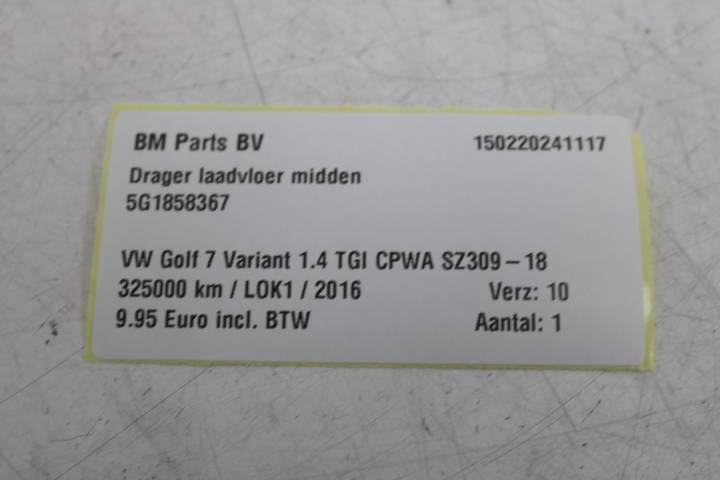 BM Parts BV 150220241117
Drager laadvloer midden
5G1858367
VW Golf 7 Variant 1.4 TGI CPWA SZ309-18
325000 km / LOK1 / 2016 Verz: 10
9.95 Euro incl. BTW Aantal: 1